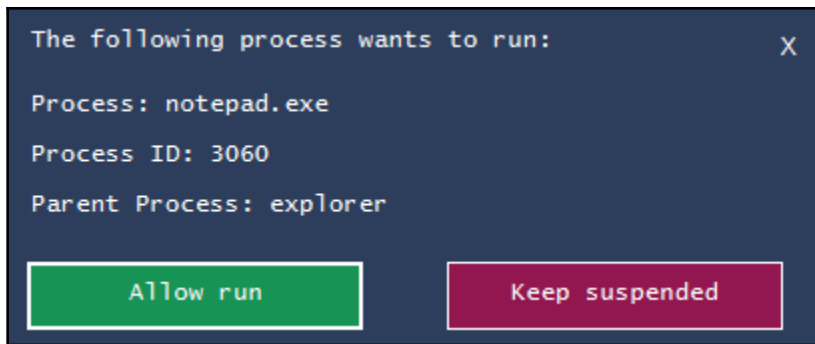 The following process wants to run:
X
Process: notepad.exe
Process ID: 3060
Parent Process: explorer
Allow run
Keep suspended